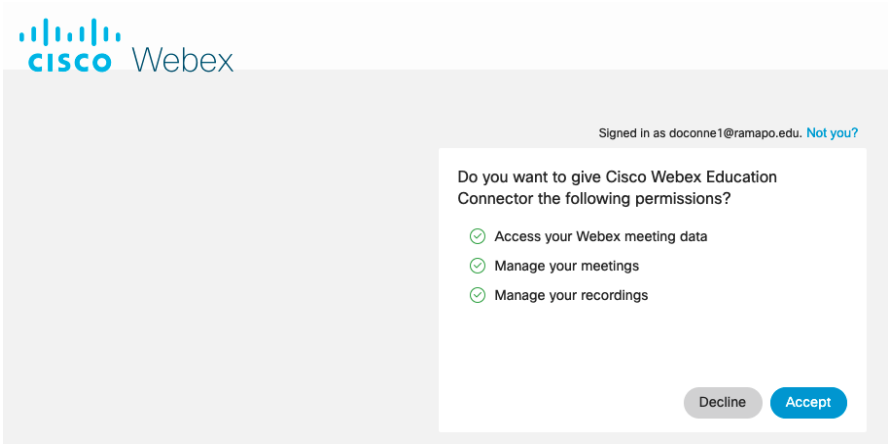 CISCO Webex
Signed in as doconne1@ramapo.edu. Not you?
Do you want to give Cisco Webex Education
Connector the following permissions?
Access your Webex meeting data
Manage your meetings
Manage your recordings
Decline Accept